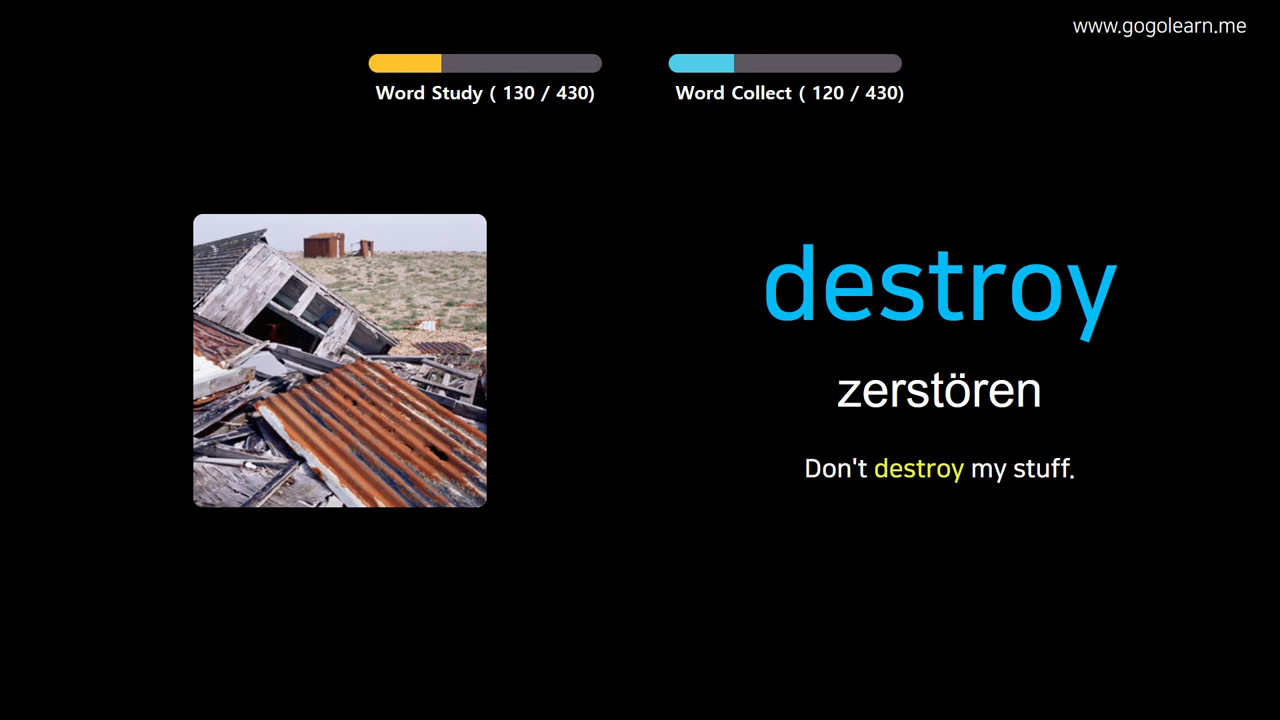 www.gogolearn.me
Word Study ( 130 / 430)
Word Collect ( 120 / 430)
destroy
zerstören
Don't destroy my stuff.